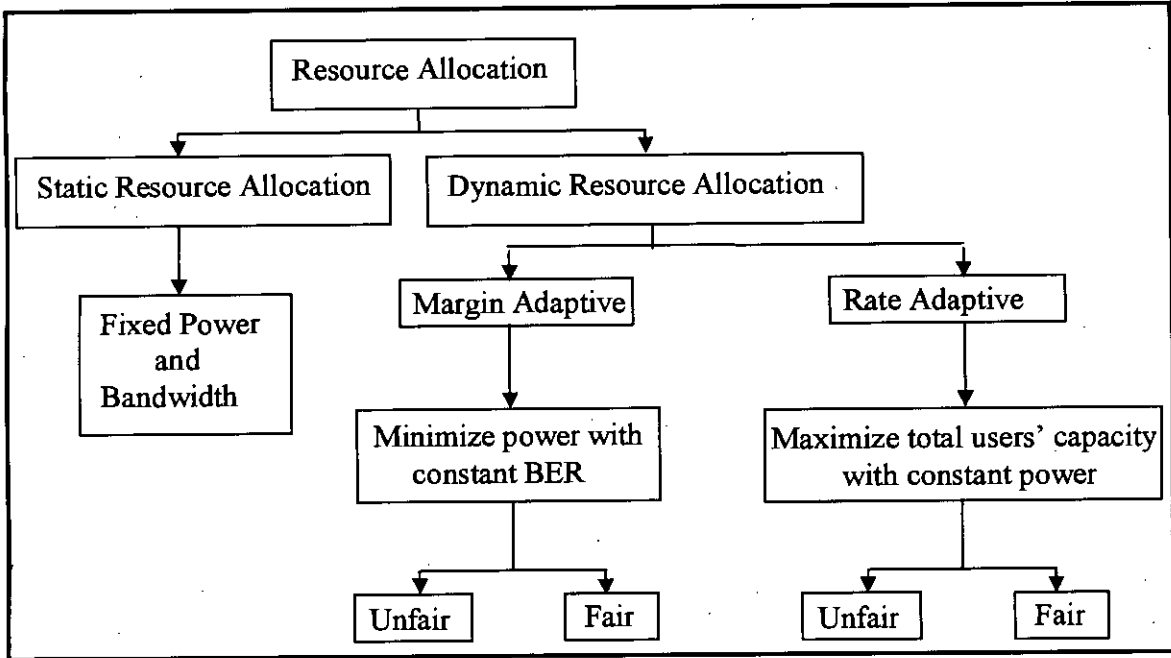 Resource Allocation
Static Resource Allocation
Dynamic Resource Allocation
Fixed Power
and
Bandwidth
Margin Adaptive
Rate Adaptive
Minimize power with
constant BER
Maximize total users’ capacity
with constant power
Unfair
Fair
Unfair
Fair